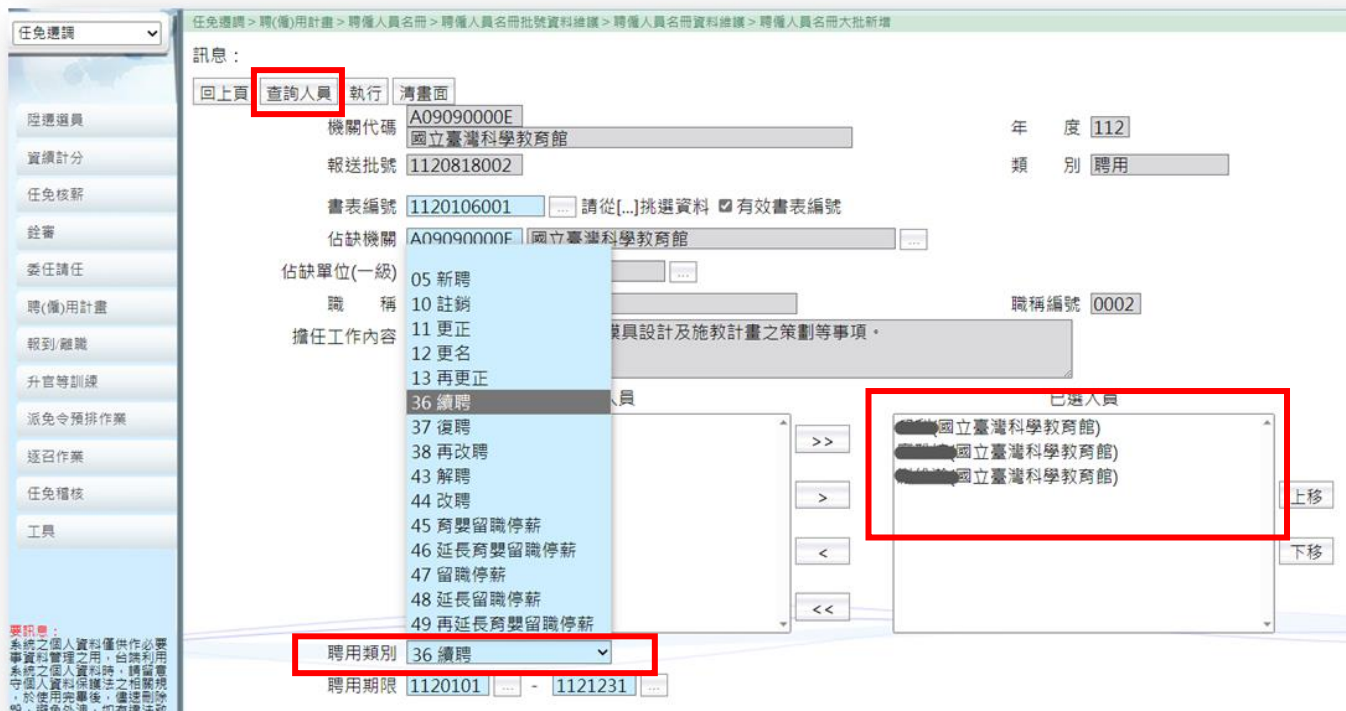 任免遷調
任免遷調 > 聘(僱)用計畫 > 聘僱人員名冊 > 聘僱人員名冊批號資料維護 > 聘僱人員名冊資料維護 > 聘僱人員名冊大批新增
訊息：
回上頁 查詢人員 執行 清畫面
陞遷選員
資績計分
任免核薪
銓審
委任請任
聘(僱)用計畫
報到/離職
升官等訓練
派免令預排作業
逐召作業
任免稽核
工具
要訊息：
系統之個人資料僅供作必要
事資料管理之用，台端利用
系統之個人資料時，請留意
守個人資料保護法之相關規
，於使用完畢後，儘速刪除
機關代碼 A09090000E
國立臺灣科學教育館
年 度 112
報送批號 1120818002
類 別 聘用
書表編號 1120106001 ... 請從[...]挑選資料 有效書表編號
佔缺機關 A09090000E 國立臺灣科學教育館 ...
佔缺單位(一級) ...
職 稱
職稱編號 0002
擔任工作內容
模具設計及施教計畫之策劃等事項。
05 新聘
10 註銷
11 更正
12 更名
13 再更正
36 續聘
37 復聘
38 再改聘
43 解聘
44 改聘
45 育嬰留職停薪
46 延長育嬰留職停薪
47 留職停薪
48 延長留職停薪
49 再延長育嬰留職停薪
人員
>>
>
<
<<
已選人員
(國立臺灣科學教育館)
(國立臺灣科學教育館)
(國立臺灣科學教育館)
上移
下移
聘用類別 36 續聘
聘用期限 1120101 ... - 1121231 ...